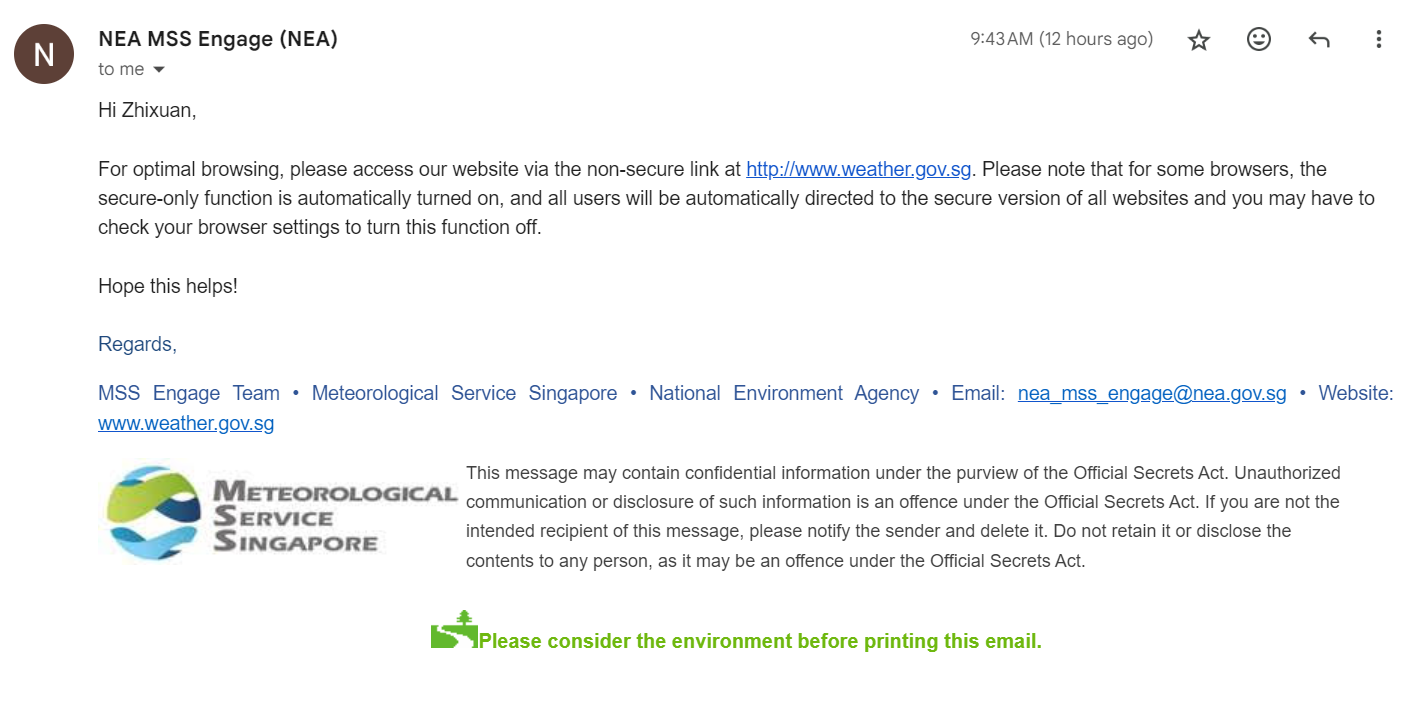 N
NEA MSS Engage (NEA)
9:43 AM (12 hours ago)
to me
Hi Zhixuan,
For optimal browsing, please access our website via the non-secure link at http://www.weather.gov.sg. Please note that for some browsers, the
secure-only function is automatically turned on, and all users will be automatically directed to the secure version of all websites and you may have to
check your browser settings to turn this function off.
Hope this helps!
Regards,
MSS Engage Team • Meteorological Service Singapore • National Environment Agency • Email: nea_mss_engage@nea.gov.sg • Website:
www.weather.gov.sg
METEOROLOGICAL
SERVICE
SINGAPORE
This message may contain confidential information under the purview of the Official Secrets Act. Unauthorized
communication or disclosure of such information is an offence under the Official Secrets Act. If you are not the
intended recipient of this message, please notify the sender and delete it. Do not retain it or disclose the
contents to any person, as it may be an offence under the Official Secrets Act.
Please consider the environment before printing this email.